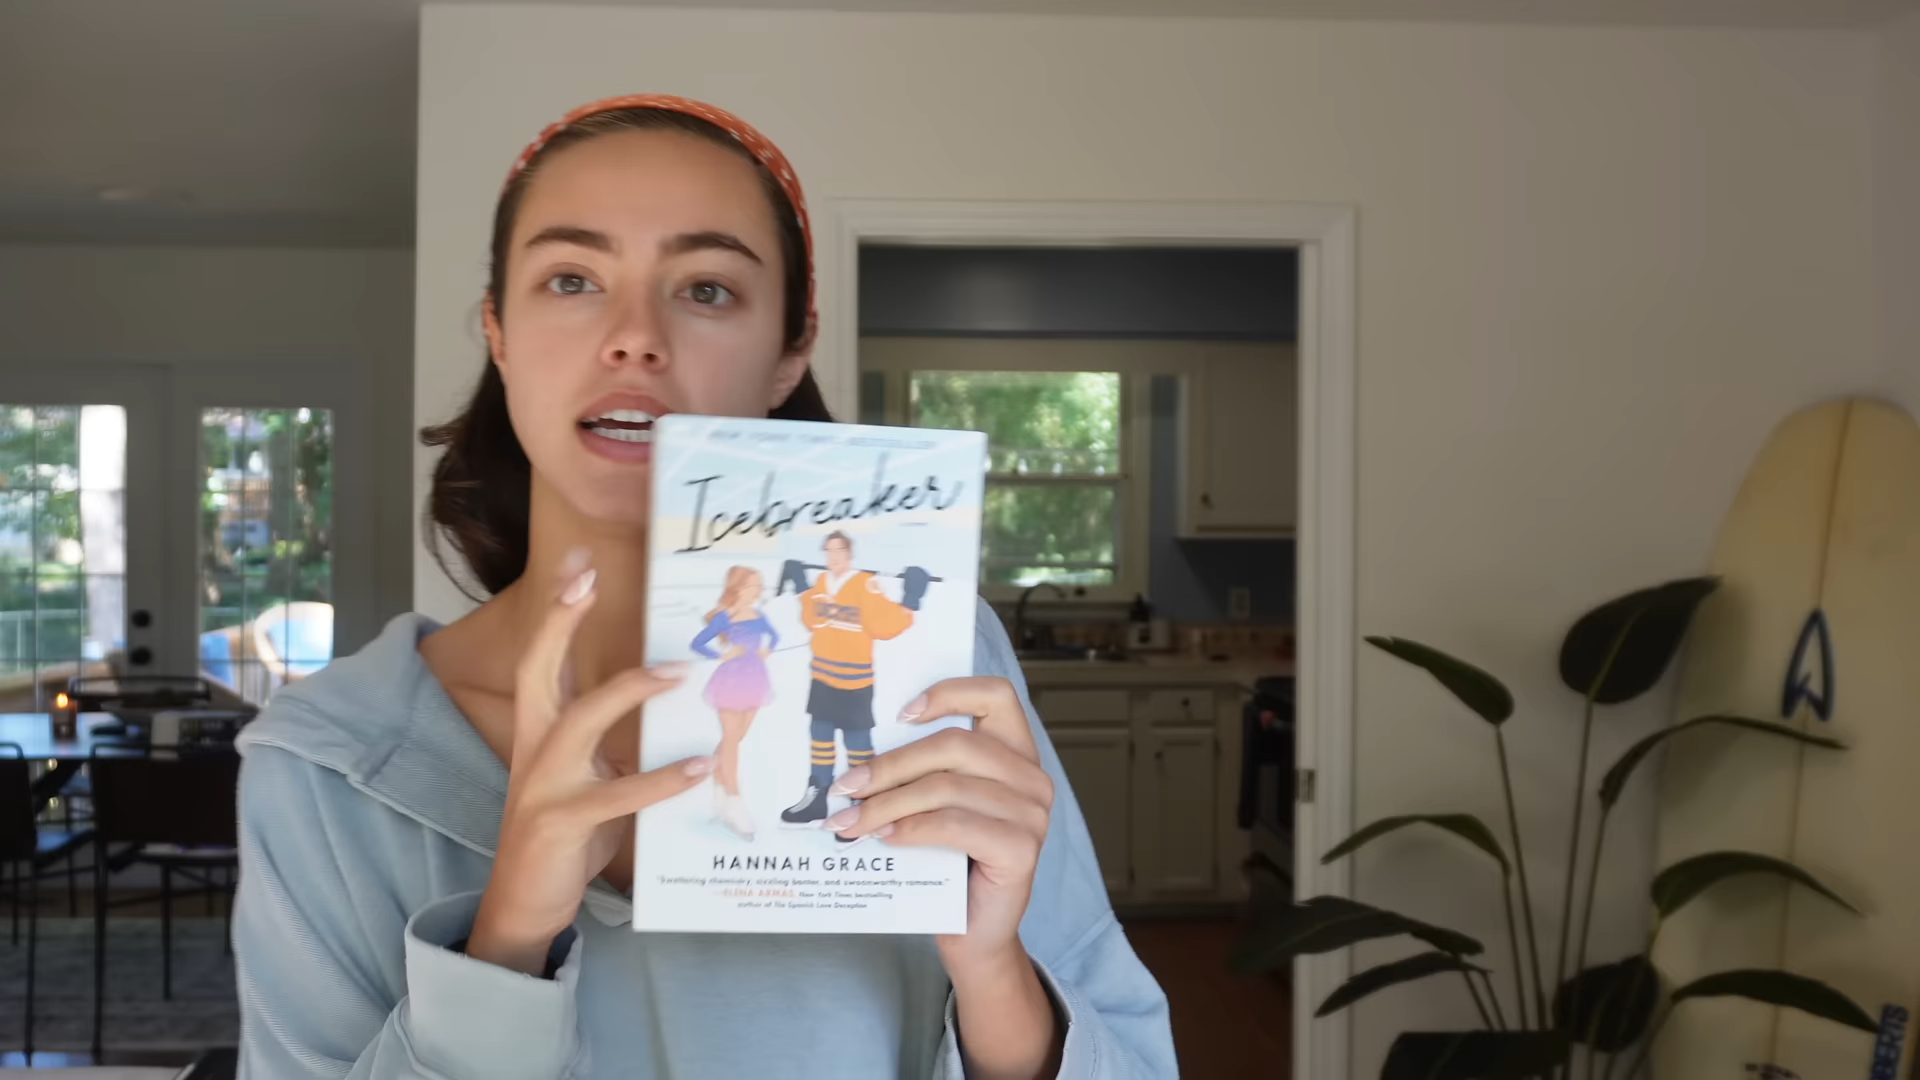 NEW YORK TIMES BESTSELLER
Icebreaker
HANNAH GRACE
"Sweltering chemistry, sizzling banter, and swoonworthy romance."
—ELENA ARMAS, New York Times bestselling
author of The Spanish Love Deception